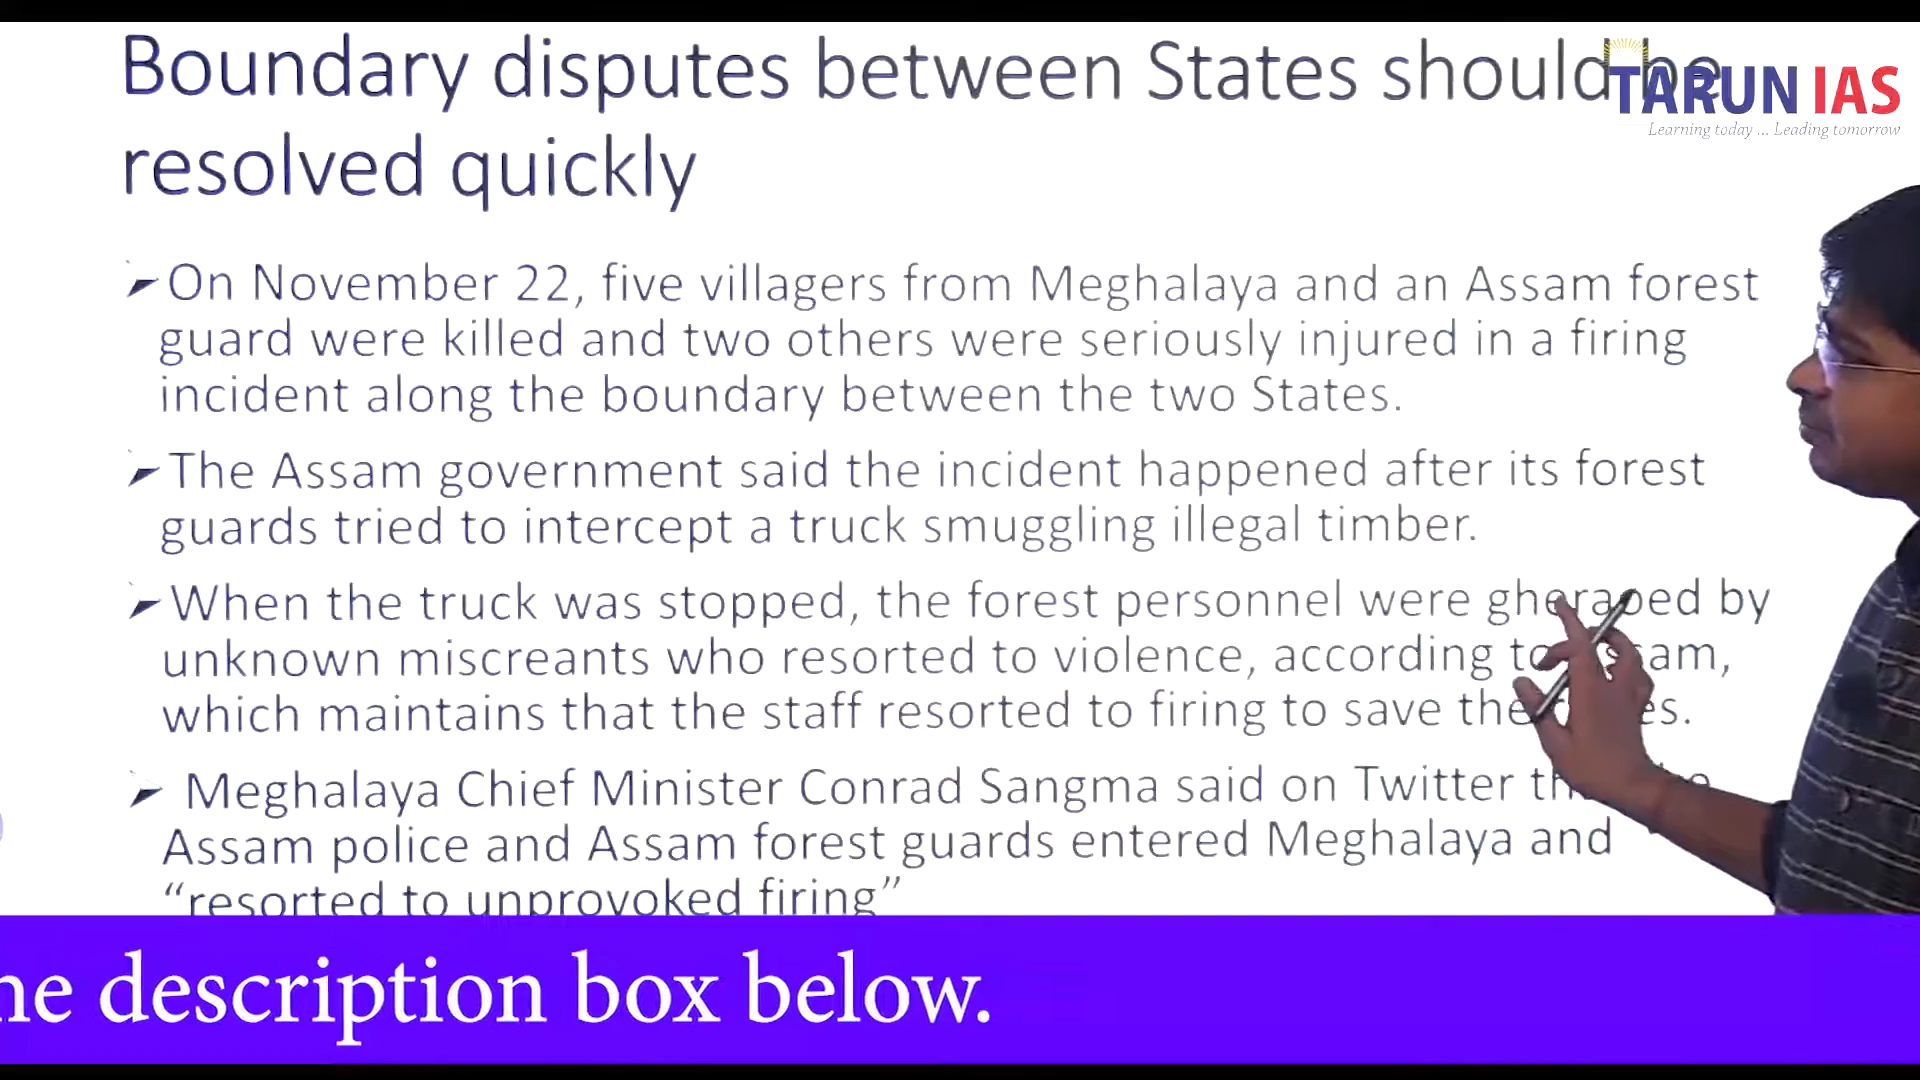 Boundary disputes between States should be
TARUN IAS
Learning today ... Leading tomorrow
resolved quickly
On November 22, five villagers from Meghalaya and an Assam forest
guard were killed and two others were seriously injured in a firing
incident along the boundary between the two States.
The Assam government said the incident happened after its forest
guards tried to intercept a truck smuggling illegal timber.
When the truck was stopped, the forest personnel were gheraoed by
unknown miscreants who resorted to violence, according to Assam,
which maintains that the staff resorted to firing to save
Meghalaya Chief Minister Conrad Sangma said on Twitter
Assam police and Assam forest guards entered Meghalaya and
“resorted to unprovoked firing”
description box below.